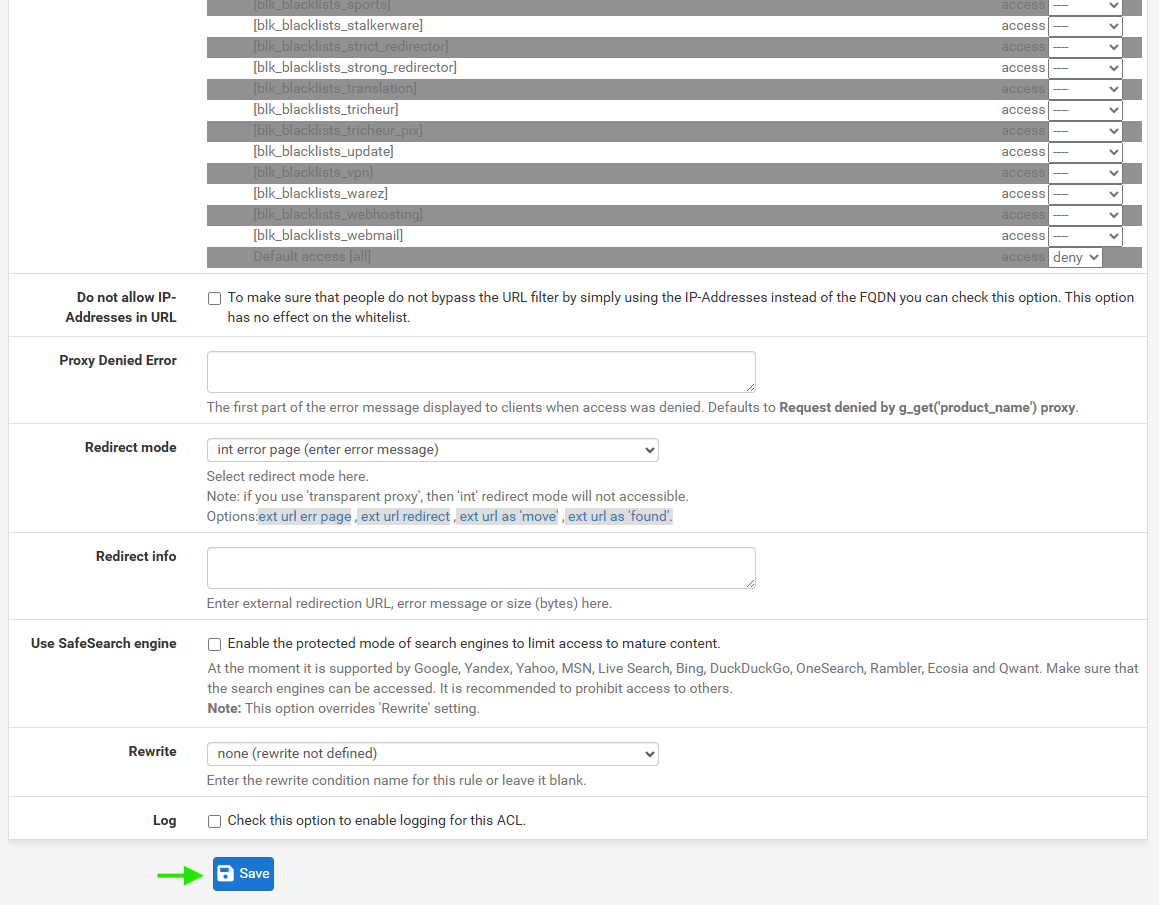 [blk_blacklists_sports] access ----
[blk_blacklists_stalkerware] access ----
[blk_blacklists_strict_redirector] access ----
[blk_blacklists_strong_redirector] access ----
[blk_blacklists_translation] access ----
[blk_blacklists_tricheur] access ----
[blk_blacklists_tricheur_pix] access ----
[blk_blacklists_update] access ----
[blk_blacklists_vpn] access ----
[blk_blacklists_warez] access ----
[blk_blacklists_webhosting] access ----
[blk_blacklists_webmail] access ----
Default access [all] access deny
Do not allow IP-
Addresses in URL
To make sure that people do not bypass the URL filter by simply using the IP-Addresses instead of the FQDN you can check this option. This option
has no effect on the whitelist.
Proxy Denied Error
The first part of the error message displayed to clients when access was denied. Defaults to Request denied by g_get('product_name') proxy.
Redirect mode
int error page (enter error message)
Select redirect mode here.
Note: if you use 'transparent proxy', then 'int' redirect mode will not accessible.
Options:ext url err page , ext url redirect , ext url as 'move' , ext url as 'found'.
Redirect info
Enter external redirection URL, error message or size (bytes) here.
Use SafeSearch engine
Enable the protected mode of search engines to limit access to mature content.
At the moment it is supported by Google, Yandex, Yahoo, MSN, Live Search, Bing, DuckDuckGo, OneSearch, Rambler, Ecosia and Qwant. Make sure that
the search engines can be accessed. It is recommended to prohibit access to others.
Note: This option overrides 'Rewrite' setting.
Rewrite
none (rewrite not defined)
Enter the rewrite condition name for this rule or leave it blank.
Log
Check this option to enable logging for this ACL.
Save